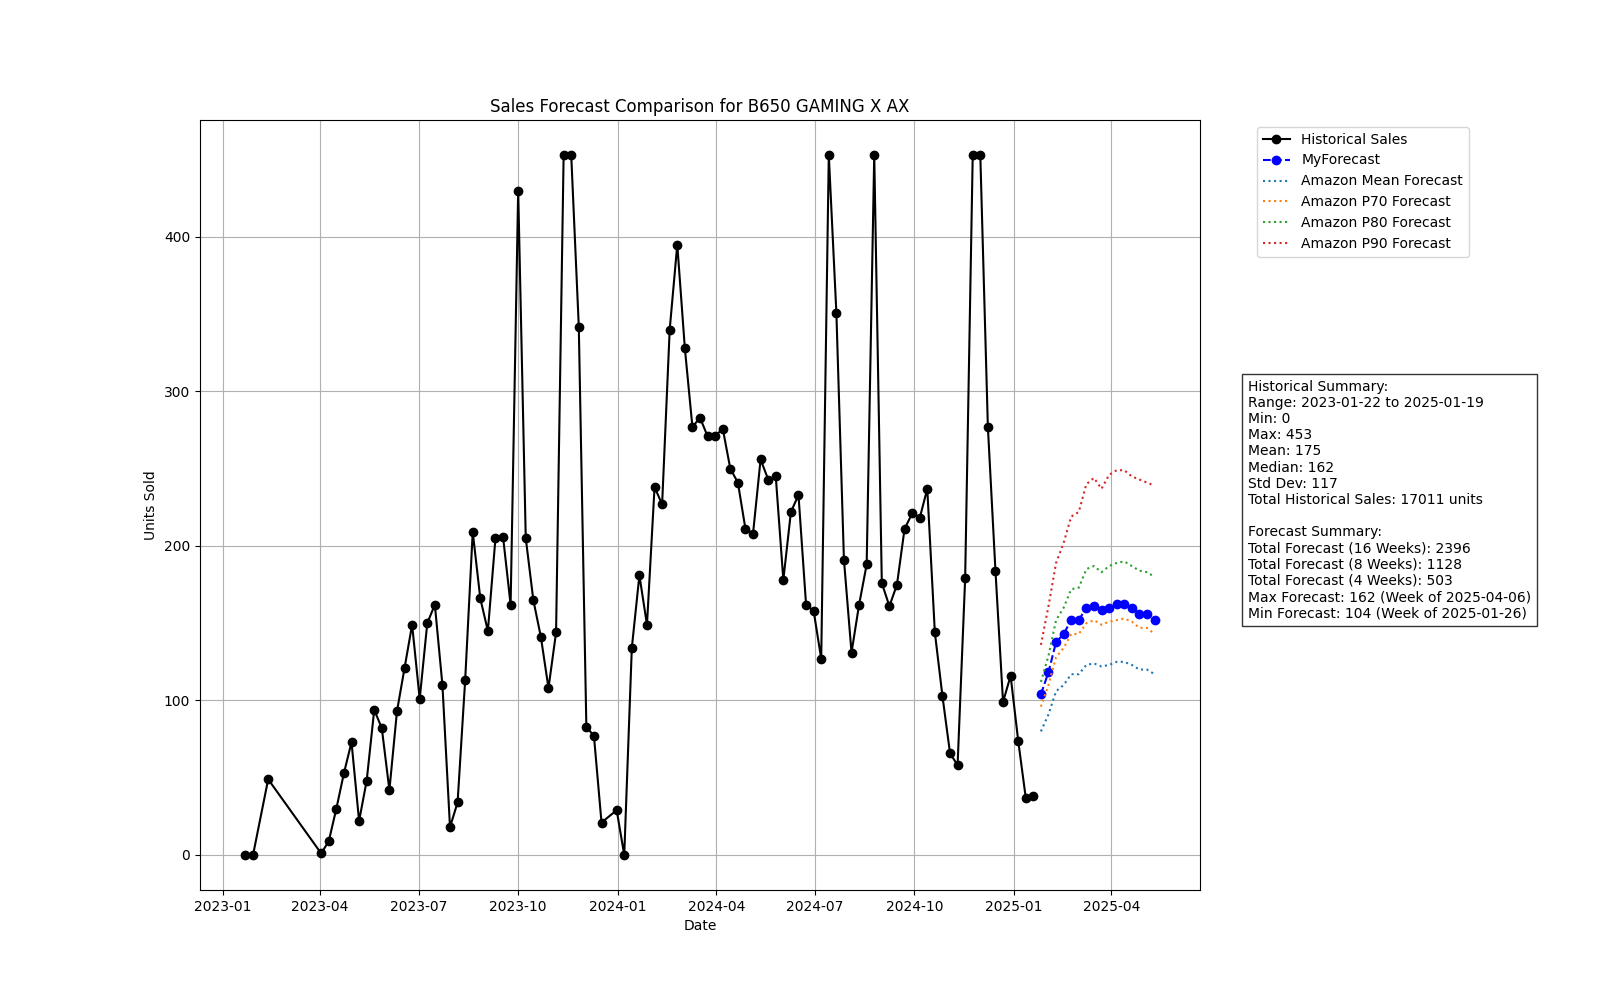 Sales Forecast Comparison for B650 GAMING X AX
Historical Sales
MyForecast
Amazon Mean Forecast
Amazon P70 Forecast
Amazon P80 Forecast
Amazon P90 Forecast
Units Sold
400
300
200
100
0
2023-01
2023-04
2023-07
2023-10
2024-01
2024-04
2024-07
2024-10
2025-01
2025-04
Date
Historical Summary:
Range: 2023-01-22 to 2025-01-19
Min: 0
Max: 453
Mean: 175
Median: 162
Std Dev: 117
Total Historical Sales: 17011 units
Forecast Summary:
Total Forecast (16 Weeks): 2396
Total Forecast (8 Weeks): 1128
Total Forecast (4 Weeks): 503
Max Forecast: 162 (Week of 2025-04-06)
Min Forecast: 104 (Week of 2025-01-26)